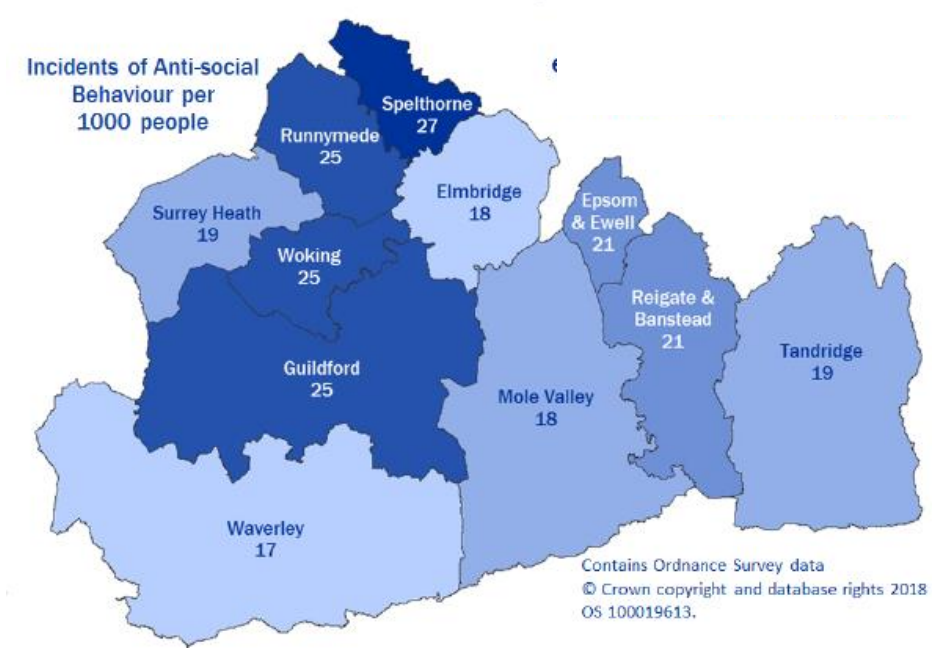 Incidents of Anti-social
Behaviour per
1000 people
Spelthorne
27
Runnymede
25
Elmbridge
18
Surrey Heath
19
Epsom
& Ewell
21
Woking
25
Reigate &
Banstead
21
Guildford
25
Tandridge
19
Mole Valley
18
Waverley
17
Contains Ordnance Survey data
© Crown copyright and database rights 2018
OS 100019613.